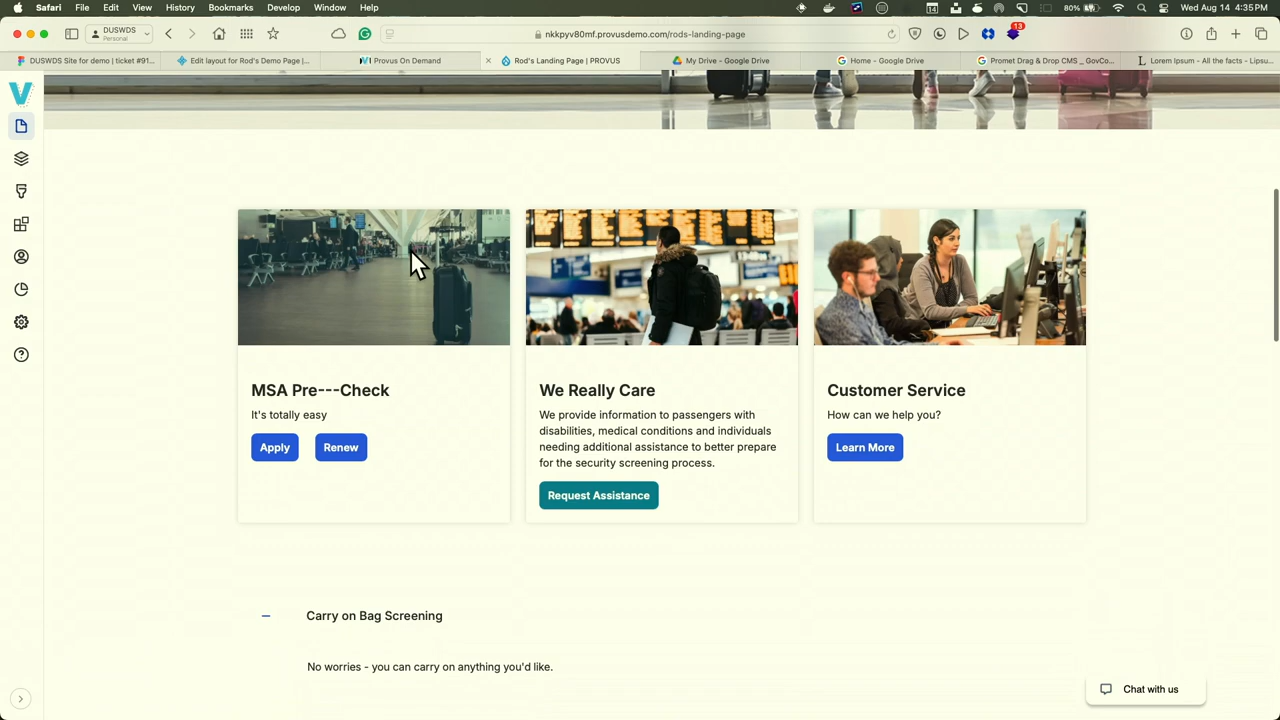 Safari File Edit View History Bookmarks Develop Window Help 80% Wed Aug 14 4:35 PM
DUSWDS
Personal
nkkpyv80mf.provusdemo.com/rods-landing-page
13
DUSWDS Site for demo | ticket #91... Edit layout for Rod's Demo Page |... Provus On Demand Rod's Landing Page | PROVUS My Drive - Google Drive Home - Google Drive Promet Drag & Drop CMS _ GovCo... Lorem Ipsum - All the facts - Lipsu...
MSA Pre---Check
It's totally easy
Apply Renew
We Really Care
We provide information to passengers with
disabilities, medical conditions and individuals
needing additional assistance to better prepare
for the security screening process.
Request Assistance
Customer Service
How can we help you?
Learn More
Carry on Bag Screening
No worries - you can carry on anything you'd like.
Chat with us